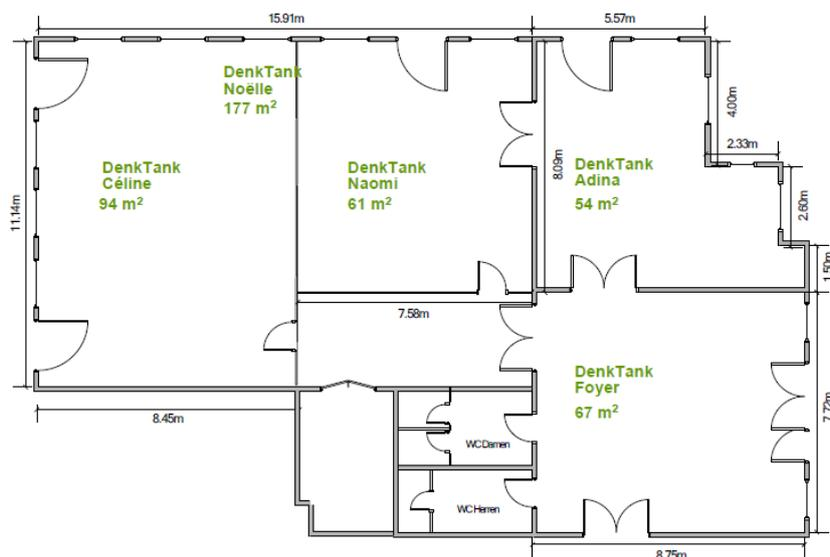 15.91m
5.57m
DenkTank
Noëlle
177 m²
4.00m
2.33m
DenkTank
Céline
94 m²
DenkTank
Naomi
61 m²
8.09m
DenkTank
Adina
54 m²
11.14m
2.60m
1.50m
7.58m
DenkTank
Foyer
67 m²
8.45m
7.72m
WC Damen
WC Herren
8.75m